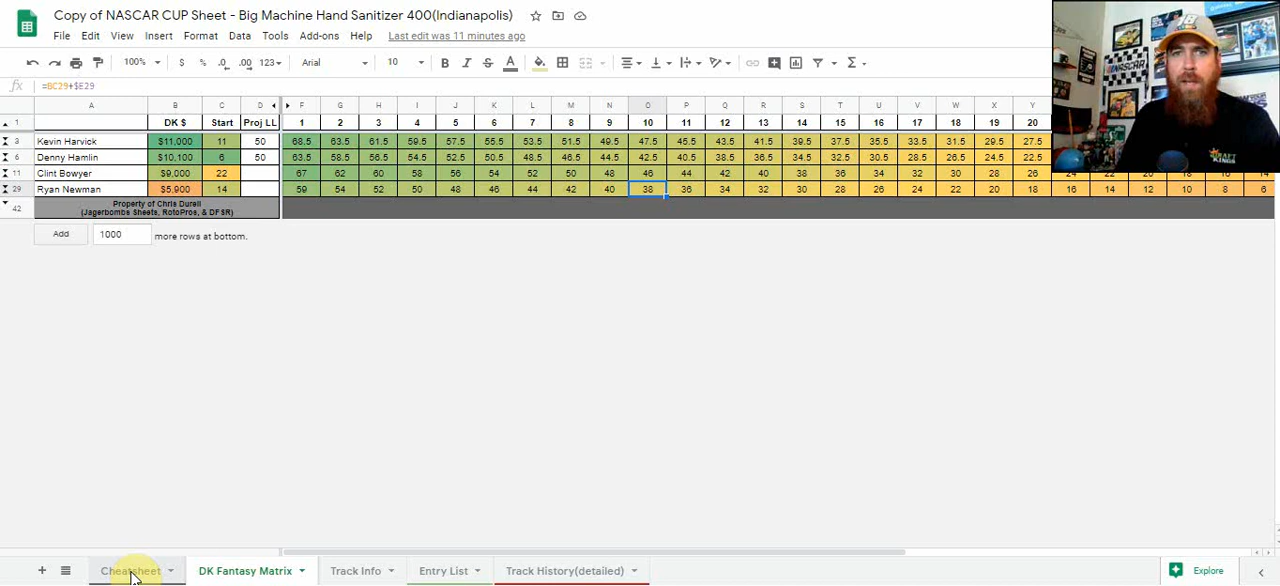 Copy of NASCAR CUP Sheet - Big Machine Hand Sanitizer 400(Indianapolis)
File Edit View Insert Format Data Tools Add-ons Help Last edit was 11 minutes ago
100% $ % .0 .00 123 Arial 10 B I S A
fx =BC29+$E29
A B C D F G H I J K L M N O P Q R S T U V W X Y
1 DK $ Start Proj LL 1 2 3 4 5 6 7 8 9 10 11 12 13 14 15 16 17 18 19 20
3 Kevin Harvick $11,000 11 50 68.5 63.5 61.5 59.5 57.5 55.5 53.5 51.5 49.5 47.5 45.5 43.5 41.5 39.5 37.5 35.5 33.5 31.5 29.5 27.5
6 Denny Hamlin $10,100 6 50 63.5 58.5 56.5 54.5 52.5 50.5 48.5 46.5 44.5 42.5 40.5 38.5 36.5 34.5 32.5 30.5 28.5 26.5 24.5 22.5
11 Clint Bowyer $9,000 22 67 62 60 58 56 54 52 50 48 46 44 42 40 38 36 34 32 30 28 26
29 Ryan Newman $5,900 14 59 54 52 50 48 46 44 42 40 38 36 34 32 30 28 26 24 22 20 18 16 14 12 10 8 6
42 Property of Chris Durell
(Jagerbombs Sheets, RotoPros, & DFSR)
Add 1000 more rows at bottom.
NASCAR
DRAFT
KINGS
Cheatsheet DK Fantasy Matrix Track Info Entry List Track History(detailed) Explore